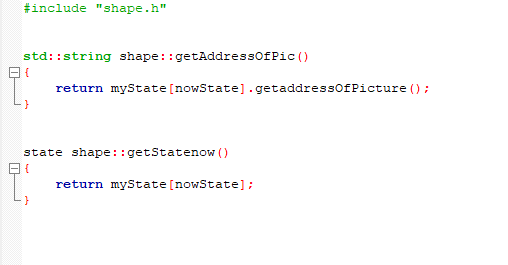 #include "shape.h"
std::string shape::getAddressOfPic()
{
return myState[nowState].getaddressOfPicture();
}
state shape::getStatenow()
{
return myState[nowState];
}